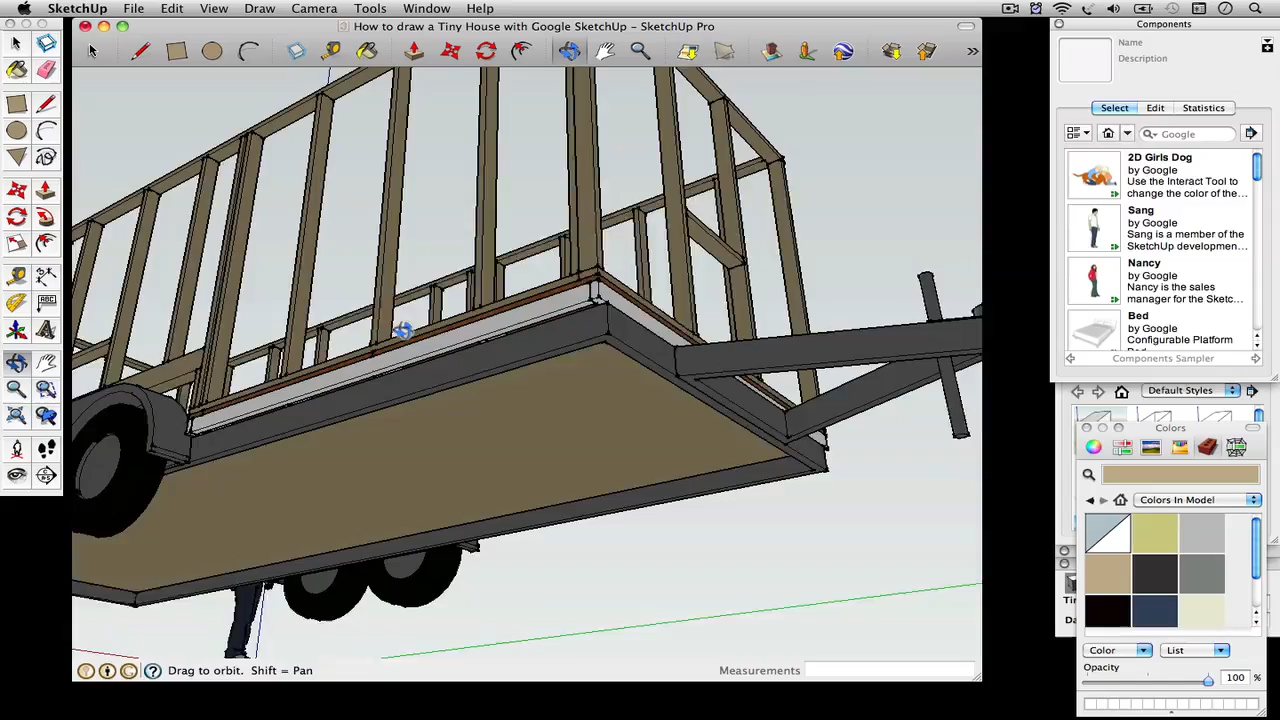 SketchUp File Edit View Draw Camera Tools Window Help
How to draw a Tiny House with Google SketchUp - SketchUp Pro
Components
Name
Description
Select Edit Statistics
Google
2D Girls Dog
by Google
Use the Interact Tool to
change the color of the...
Sang
by Google
Sang is a member of the
SketchUp developmen...
Nancy
by Google
Nancy is the sales
manager for the Sketc...
Bed
by Google
Configurable Platform
Components Sampler
Default Styles
Colors
Colors In Model
Color List
Opacity
100 %
ABC
Drag to orbit. Shift = Pan
Measurements